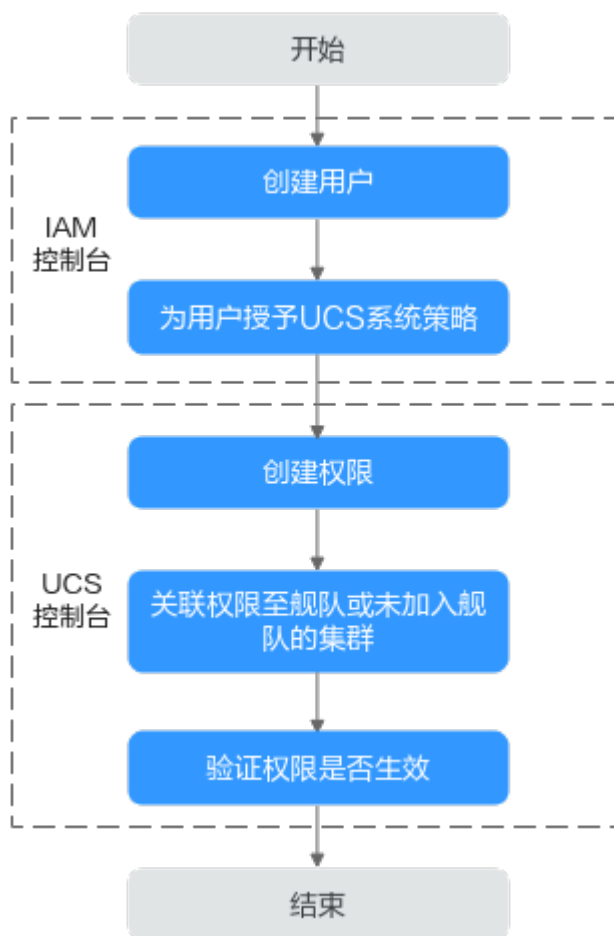 开始
创建用户
IAM
控制台
为用户授予UCS系统策略
创建权限
UCS
控制台
关联权限至舰队或未加入舰
队的集群
验证权限是否生效
结束